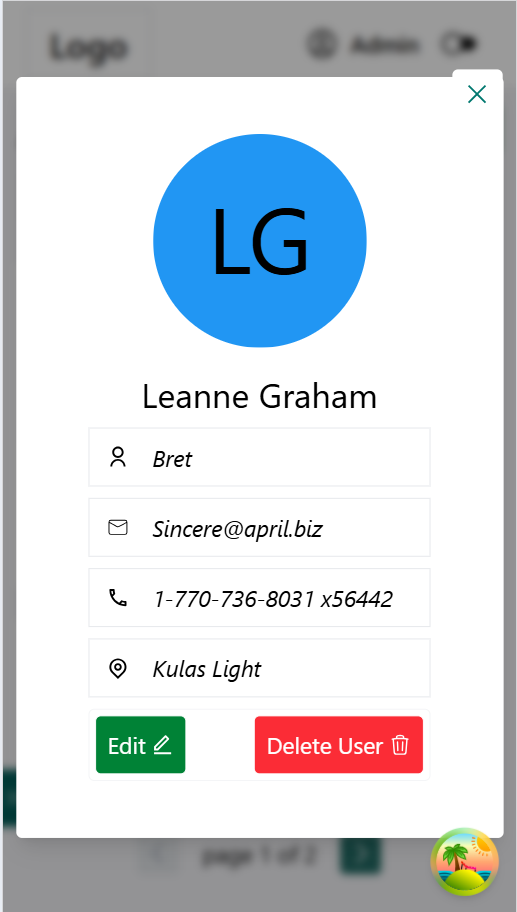 Logo
Admin
LG
Leanne Graham
Bret
Sincere@april.biz
1-770-736-8031 x56442
Kulas Light
Edit
Delete User
page 1 of 2